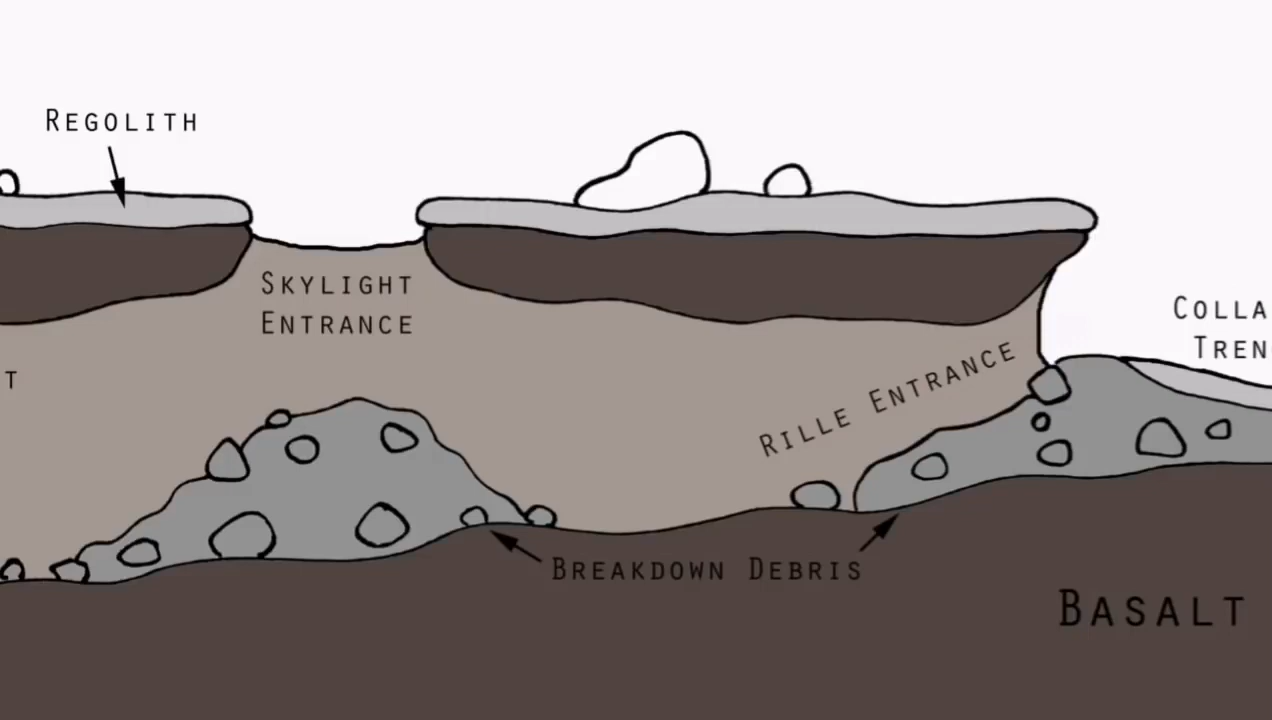 REGOLITH
SKYLIGHT
ENTRANCE
COLLA
TREN
T
RILLE ENTRANCE
BREAKDOWN DEBRIS
BASALT